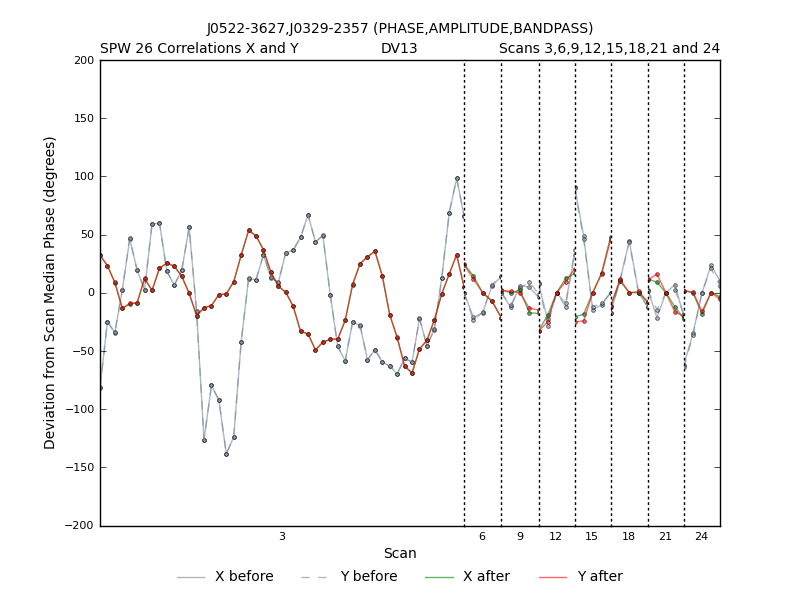 J0522-3627,J0329-2357 (PHASE,AMPLITUDE,BANDPASS)
SPW 26 Correlations X and Y DV13 Scans 3,6,9,12,15,18,21 and 24
200
150
100
50
0
−50
−100
−150
−200
Deviation from Scan Median Phase (degrees)
3 6 9 12 15 18 21 24
Scan
X before Y before X after Y after